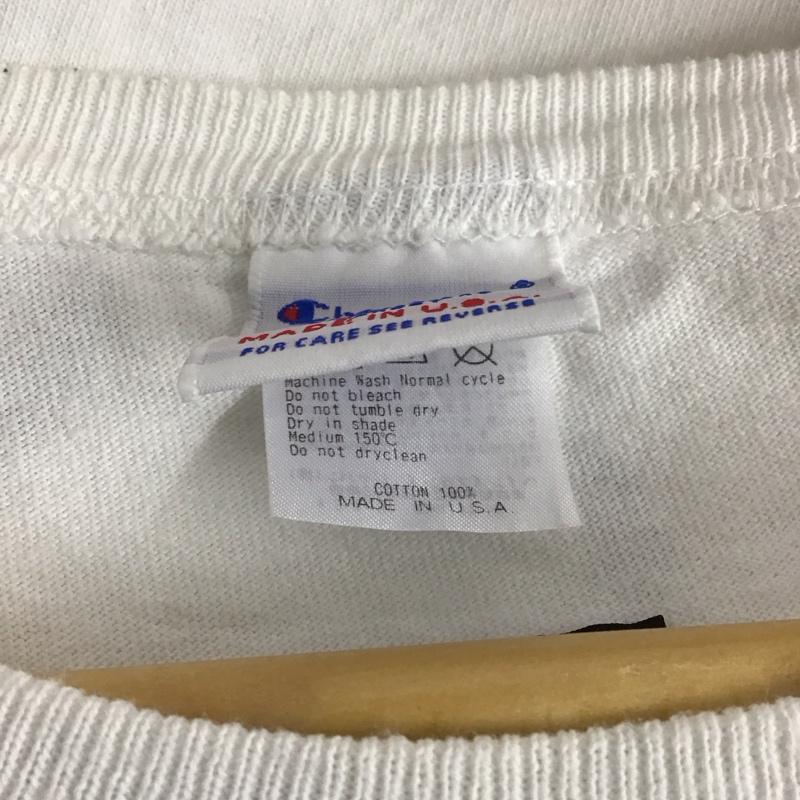 Champion
MADE IN U.S.A.
FOR CARE SEE REVERSE
Machine Wash Normal cycle
Do not bleach
Do not tumble dry
Dry in shade
Medium 150°C
Do not dryclean
COTTON 100%
MADE IN U.S.A